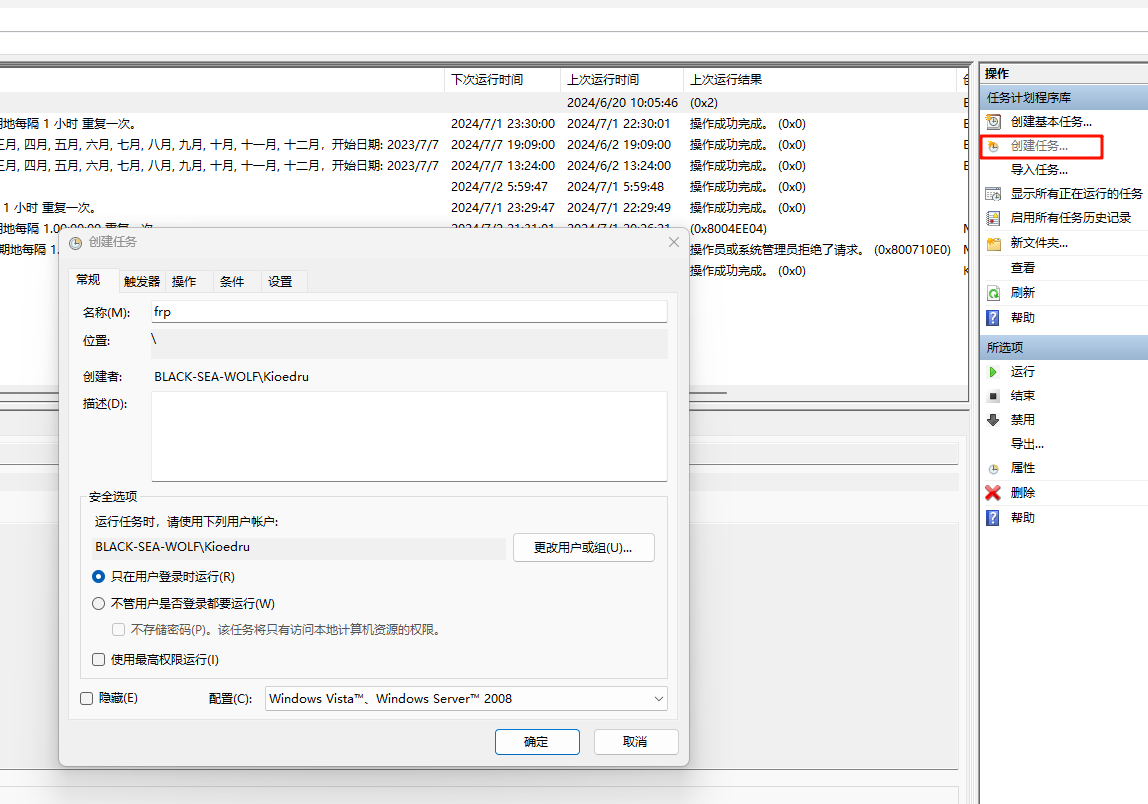 下次运行时间 上次运行时间 上次运行结果
2024/6/20 10:05:46 (0x2)
地每隔 1 小时 重复一次。 2024/7/1 23:30:00 2024/7/1 22:30:01 操作成功完成。 (0x0)
月, 四月, 五月, 六月, 七月, 八月, 九月, 十月, 十一月, 十二月，开始日期: 2023/7/7 2024/7/7 19:09:00 2024/6/2 19:09:00 操作成功完成。 (0x0)
月, 四月, 五月, 六月, 七月, 八月, 九月, 十月, 十一月, 十二月，开始日期: 2023/7/7 2024/7/7 13:24:00 2024/6/2 13:24:00 操作成功完成。 (0x0)
2024/7/2 5:59:47 2024/7/1 5:59:48 操作成功完成。 (0x0)
1 小时 重复一次。 2024/7/1 23:29:47 2024/7/1 22:29:49 操作成功完成。 (0x0)
地每隔 1.00:00:00 重复一次 (0x8004EE04)
期地每隔 1. 操作员或系统管理员拒绝了请求。 (0x800710E0)
操作成功完成。 (0x0)
创建任务
常规 触发器 操作 条件 设置
名称(M): frp
位置: \
创建者: BLACK-SEA-WOLF\Kioedru
描述(D):
安全选项
运行任务时，请使用下列用户帐户:
BLACK-SEA-WOLF\Kioedru 更改用户或组(U)...
只在用户登录时运行(R)
不管用户是否登录都要运行(W)
不存储密码(P)。该任务将只有访问本地计算机资源的权限。
使用最高权限运行(I)
隐藏(E) 配置(C): Windows Vista™、Windows Server™ 2008
确定 取消
操作
任务计划程序库
创建基本任务...
创建任务...
导入任务...
显示所有正在运行的任务
启用所有任务历史记录
新文件夹...
查看
刷新
帮助
所选项
运行
结束
禁用
导出...
属性
删除
帮助